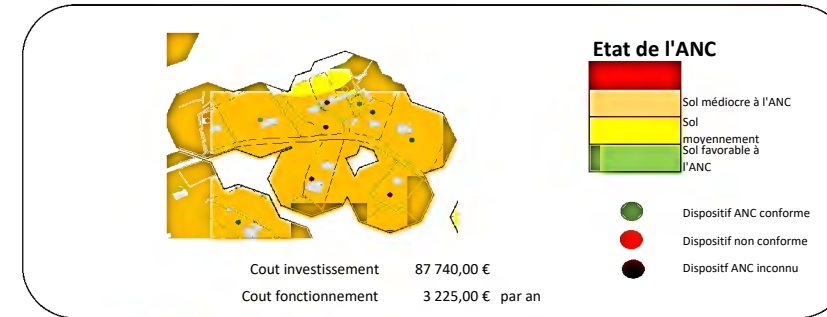 Etat de l'ANC
Sol médiocre à l'ANC
Sol
moyennement
Sol favorable à
l'ANC
Dispositif ANC conforme
Dispositif non conforme
Dispositf ANC inconnu
Cout investissement 87 740,00 €
Cout fonctionnement 3 225,00 € par an